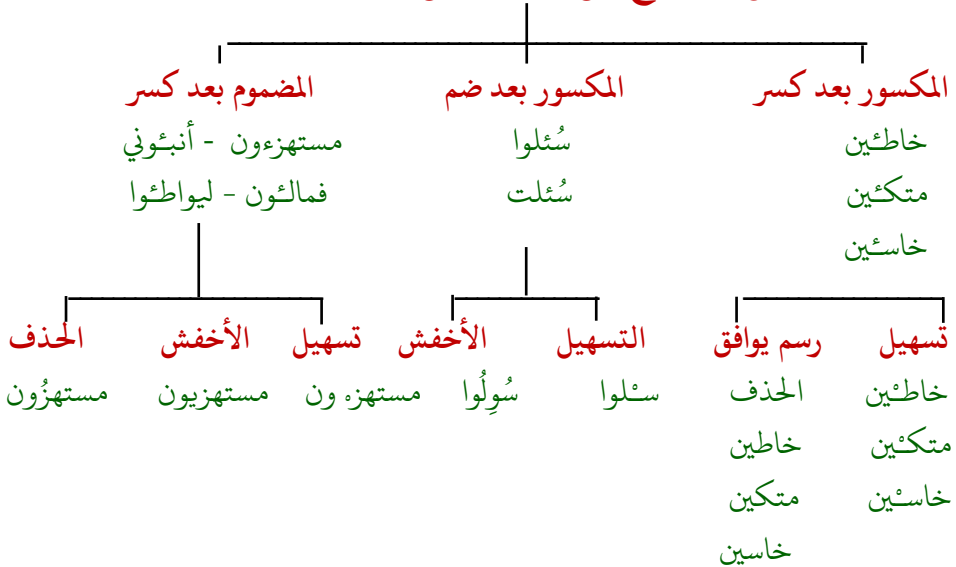 المكسور بعد كسر المكسور بعد ضم المضموم بعد كسر
خاطئين سُئلوا مستهزءون - أنبئوني
متكئين سُئلت فمالئون - ليواطئوا
خاسئين
تسهيل رسم يوافق التسهيل الأخفش تسهيل الأخفش الحذف
خاطـْين الحذف سـْلوا سُوِلُوا مستهزه ون مستهزيون مستهزُون
متكـْين خاطين
خاسـْين متكين
خاسين